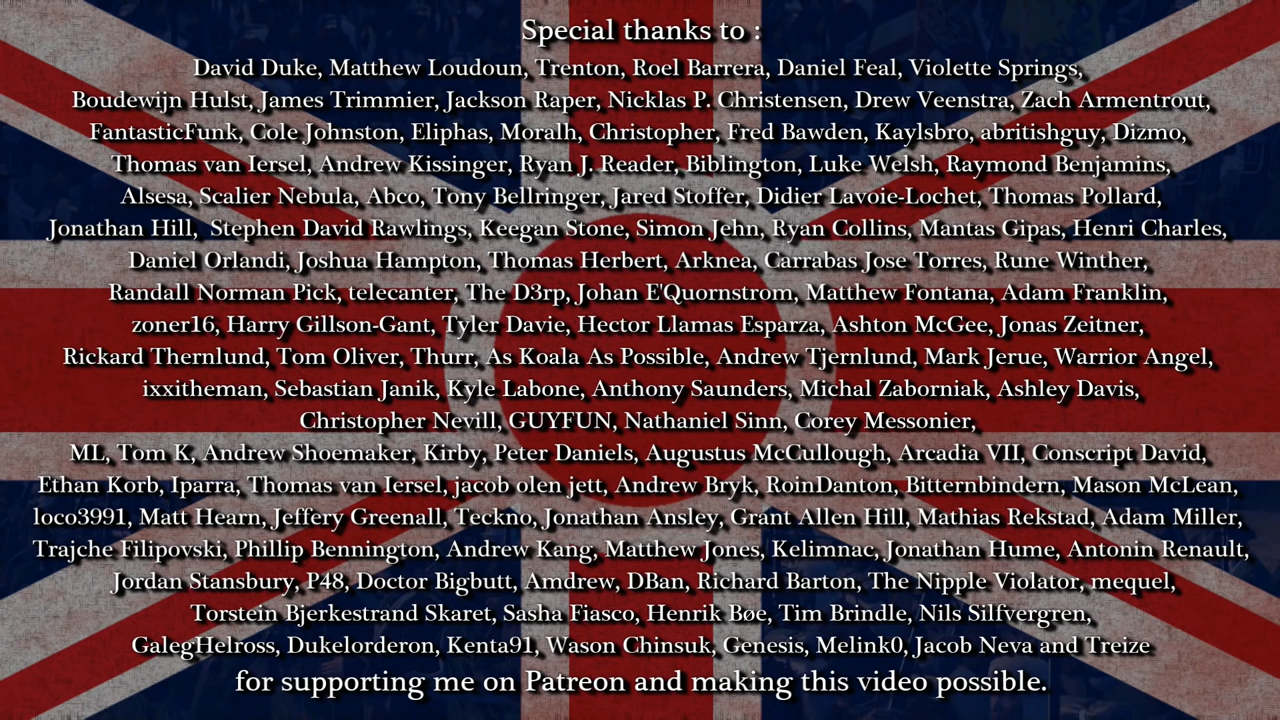 Special thanks to :
David Duke, Matthew Loudoun, Trenton, Roel Barrera, Daniel Feal, Violette Springs,
Boudewijn Hulst, James Trimmier, Jackson Raper, Nicklas P. Christensen, Drew Veenstra, Zach Armentrout,
FantasticFunk, Cole Johnston, Eliphas, Moralh, Christopher, Fred Bawden, Kaylsbro, abritishguy, Dizmo,
Thomas van Iersel, Andrew Kissinger, Ryan J. Reader, Biblington, Luke Welsh, Raymond Benjamins,
Alsesa, Scalier Nebula, Abco, Tony Bellringer, Jared Stoffer, Didier Lavoie-Lochet, Thomas Pollard,
Jonathan Hill,  Stephen David Rawlings, Keegan Stone, Simon Jehn, Ryan Collins, Mantas Gipas, Henri Charles,
Daniel Orlandi, Joshua Hampton, Thomas Herbert, Arknea, Carrabas Jose Torres, Rune Winther,
Randall Norman Pick, telecanter, The D3rp, Johan E'Quornstrom, Matthew Fontana, Adam Franklin,
zoner16, Harry Gillson-Gant, Tyler Davie, Hector Llamas Esparza, Ashton McGee, Jonas Zeitner,
Rickard Thernlund, Tom Oliver, Thurr, As Koala As Possible, Andrew Tjernlund, Mark Jerue, Warrior Angel,
ixxitheman, Sebastian Janik, Kyle Labone, Anthony Saunders, Michal Zaborniak, Ashley Davis,
Christopher Nevill, GUYFUN, Nathaniel Sinn, Corey Messonier,
ML, Tom K, Andrew Shoemaker, Kirby, Peter Daniels, Augustus McCullough, Arcadia VII, Conscript David,
Ethan Korb, Iparra, Thomas van Iersel, jacob olen jett, Andrew Bryk, RoinDanton, Bitternbindern, Mason McLean,
loco3991, Matt Hearn, Jeffery Greenall, Teckno, Jonathan Ansley, Grant Allen Hill, Mathias Rekstad, Adam Miller,
Trajche Filipovski, Phillip Bennington, Andrew Kang, Matthew Jones, Kelimnac, Jonathan Hume, Antonin Renault,
Jordan Stansbury, P48, Doctor Bigbutt, Amdrew, DBan, Richard Barton, The Nipple Violator, mequel,
Torstein Bjerkestrand Skaret, Sasha Fiasco, Henrik Bøe, Tim Brindle, Nils Silfvergren,
GalegHelross, Dukelorderon, Kenta91, Wason Chinsuk, Genesis, Melink0, Jacob Neva and Treize
for supporting me on Patreon and making this video possible.